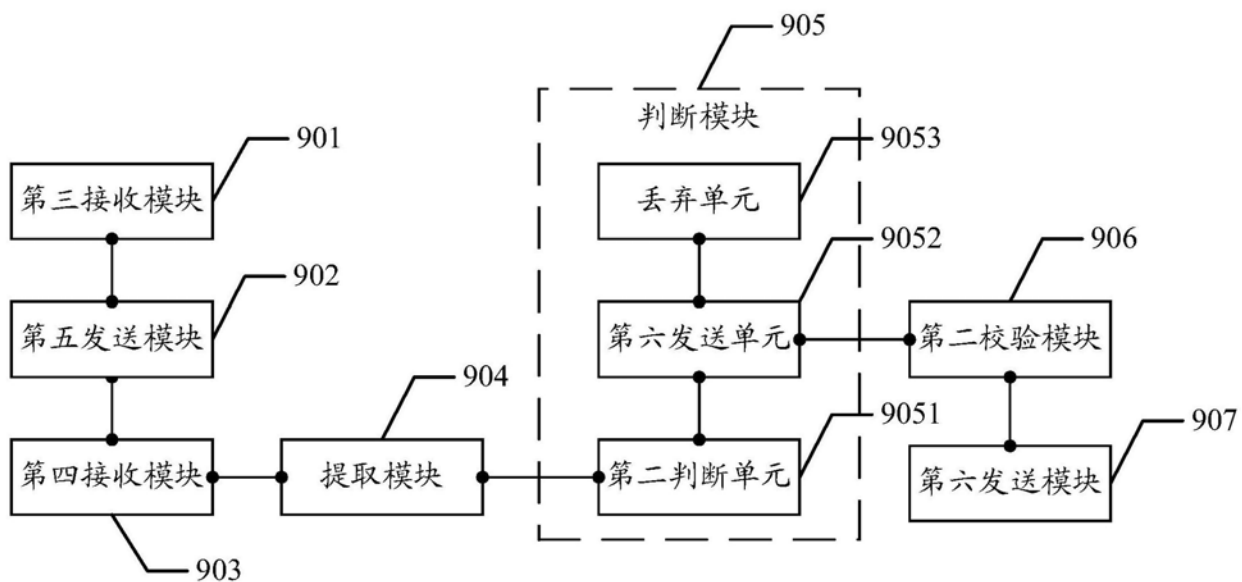 905
判断模块
901
9053
第三接收模块
丢弃单元
902
9052
906
第五发送模块
第六发送单元
第二校验模块
904
9051
907
第四接收模块
提取模块
第二判断单元
第六发送模块
903